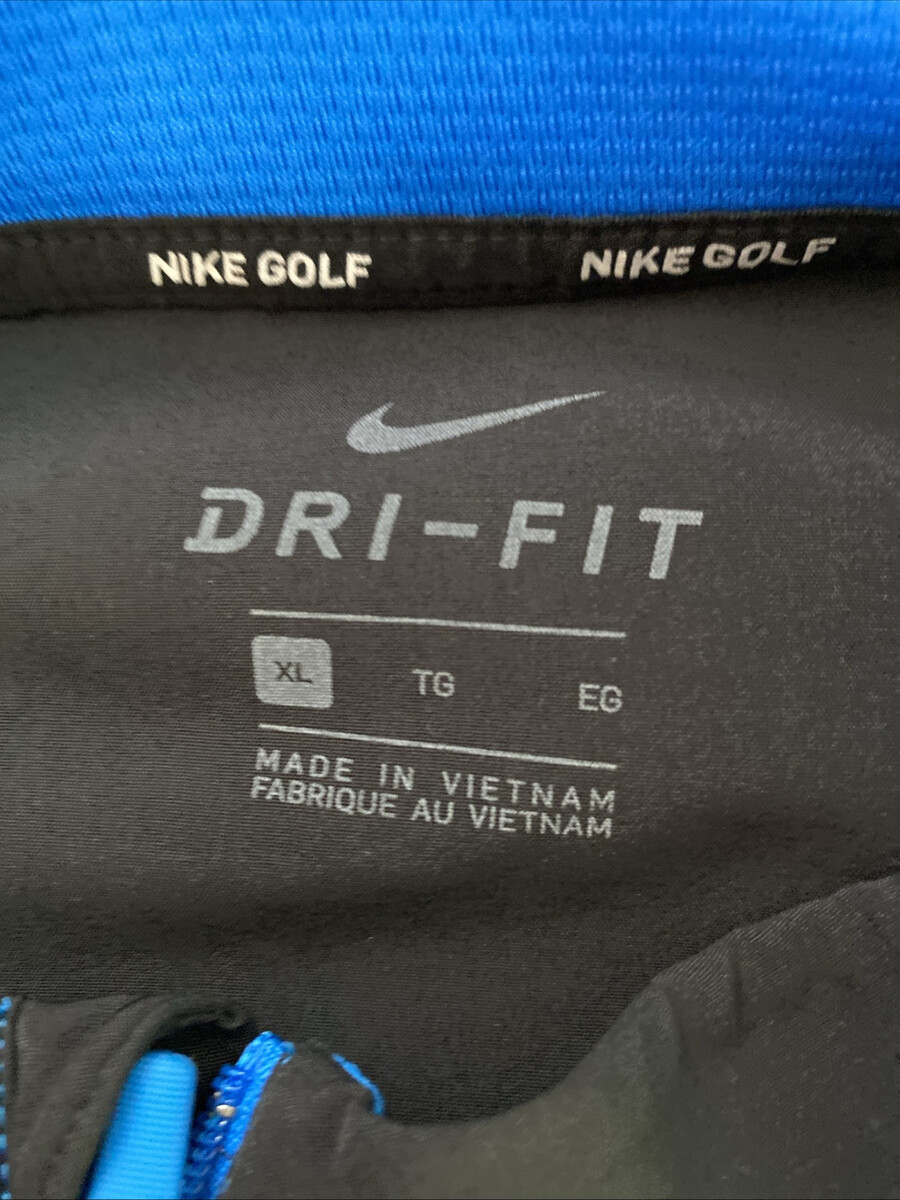 NIKE GOLF NIKE GOLF
DRI-FIT
XL TG EG
MADE IN VIETNAM
FABRIQUE AU VIETNAM